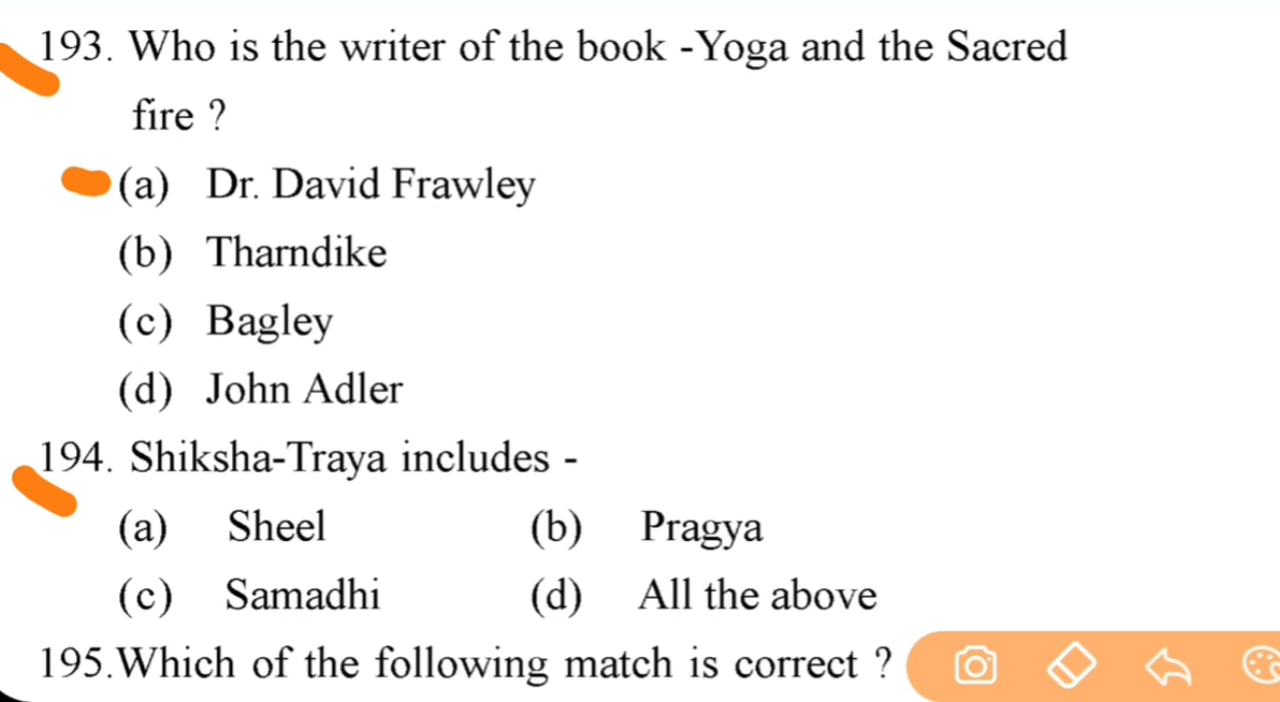 193. Who is the writer of the book -Yoga and the Sacred
fire ?
(a) Dr. David Frawley
(b) Tharndike
(c) Bagley
(d) John Adler
194. Shiksha-Traya includes -
(a) Sheel (b) Pragya
(c) Samadhi (d) All the above
195.Which of the following match is correct ?